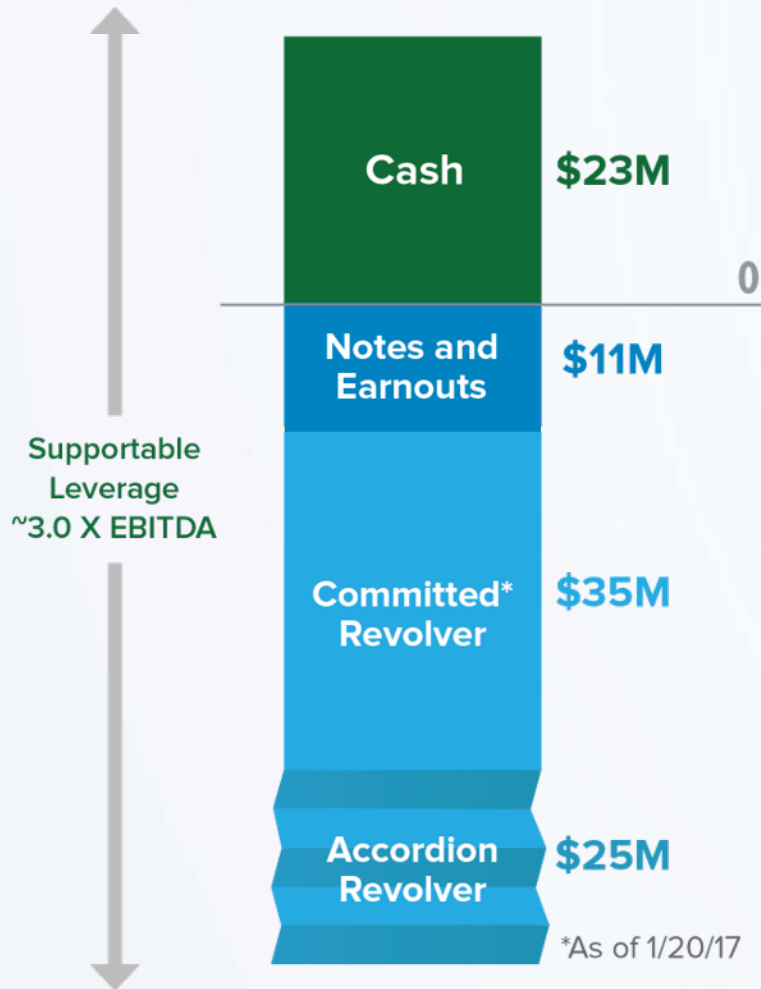 Cash
$23M
0
Notes and
Earnouts
$11M
Supportable
Leverage
~3.0 X EBITDA
Committed*
Revolver
$35M
Accordion
Revolver
$25M
*As of 1/20/17